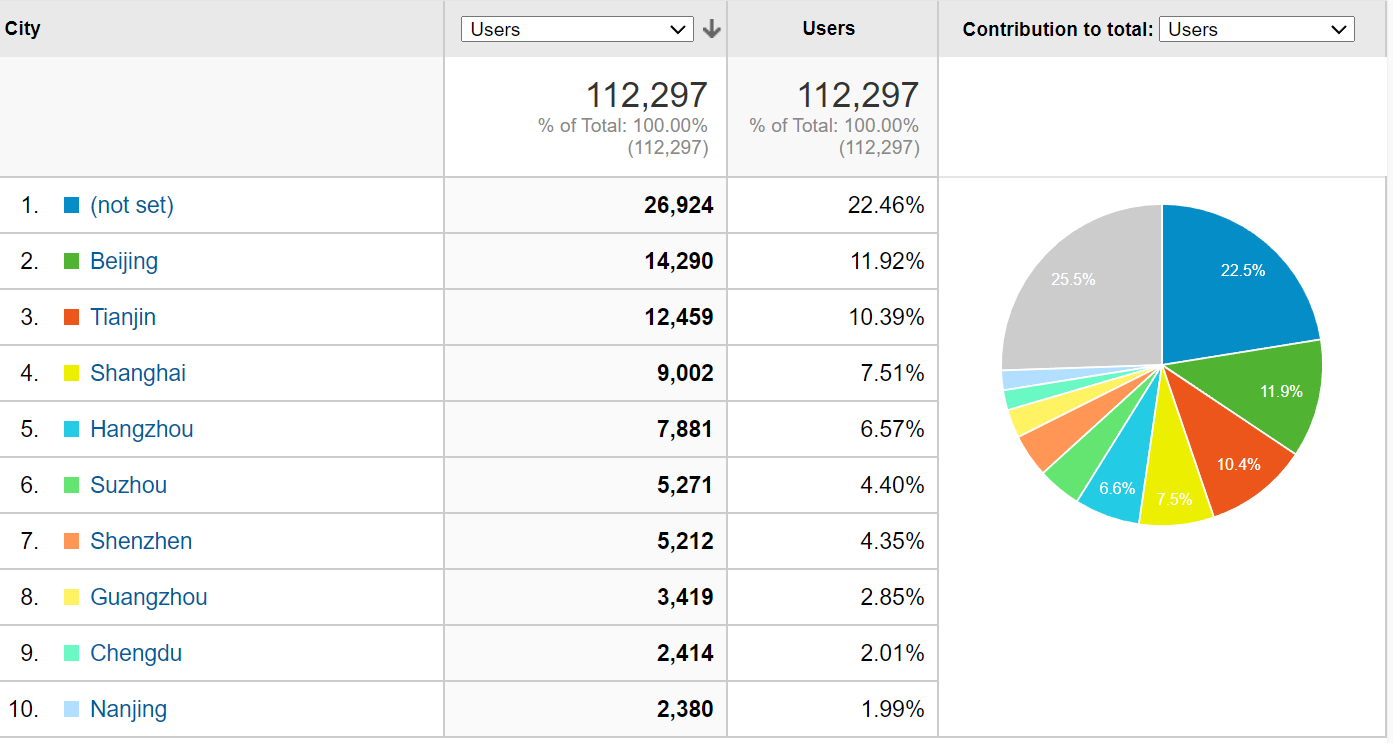 City Users Users Contribution to total: Users
112,297 112,297
% of Total: 100.00% % of Total: 100.00%
(112,297) (112,297)
1. (not set) 26,924 22.46%
2. Beijing 14,290 11.92%
3. Tianjin 12,459 10.39%
4. Shanghai 9,002 7.51%
5. Hangzhou 7,881 6.57%
6. Suzhou 5,271 4.40%
7. Shenzhen 5,212 4.35%
8. Guangzhou 3,419 2.85%
9. Chengdu 2,414 2.01%
10. Nanjing 2,380 1.99%
22.5%
25.5%
11.9%
10.4%
6.6%
7.5%